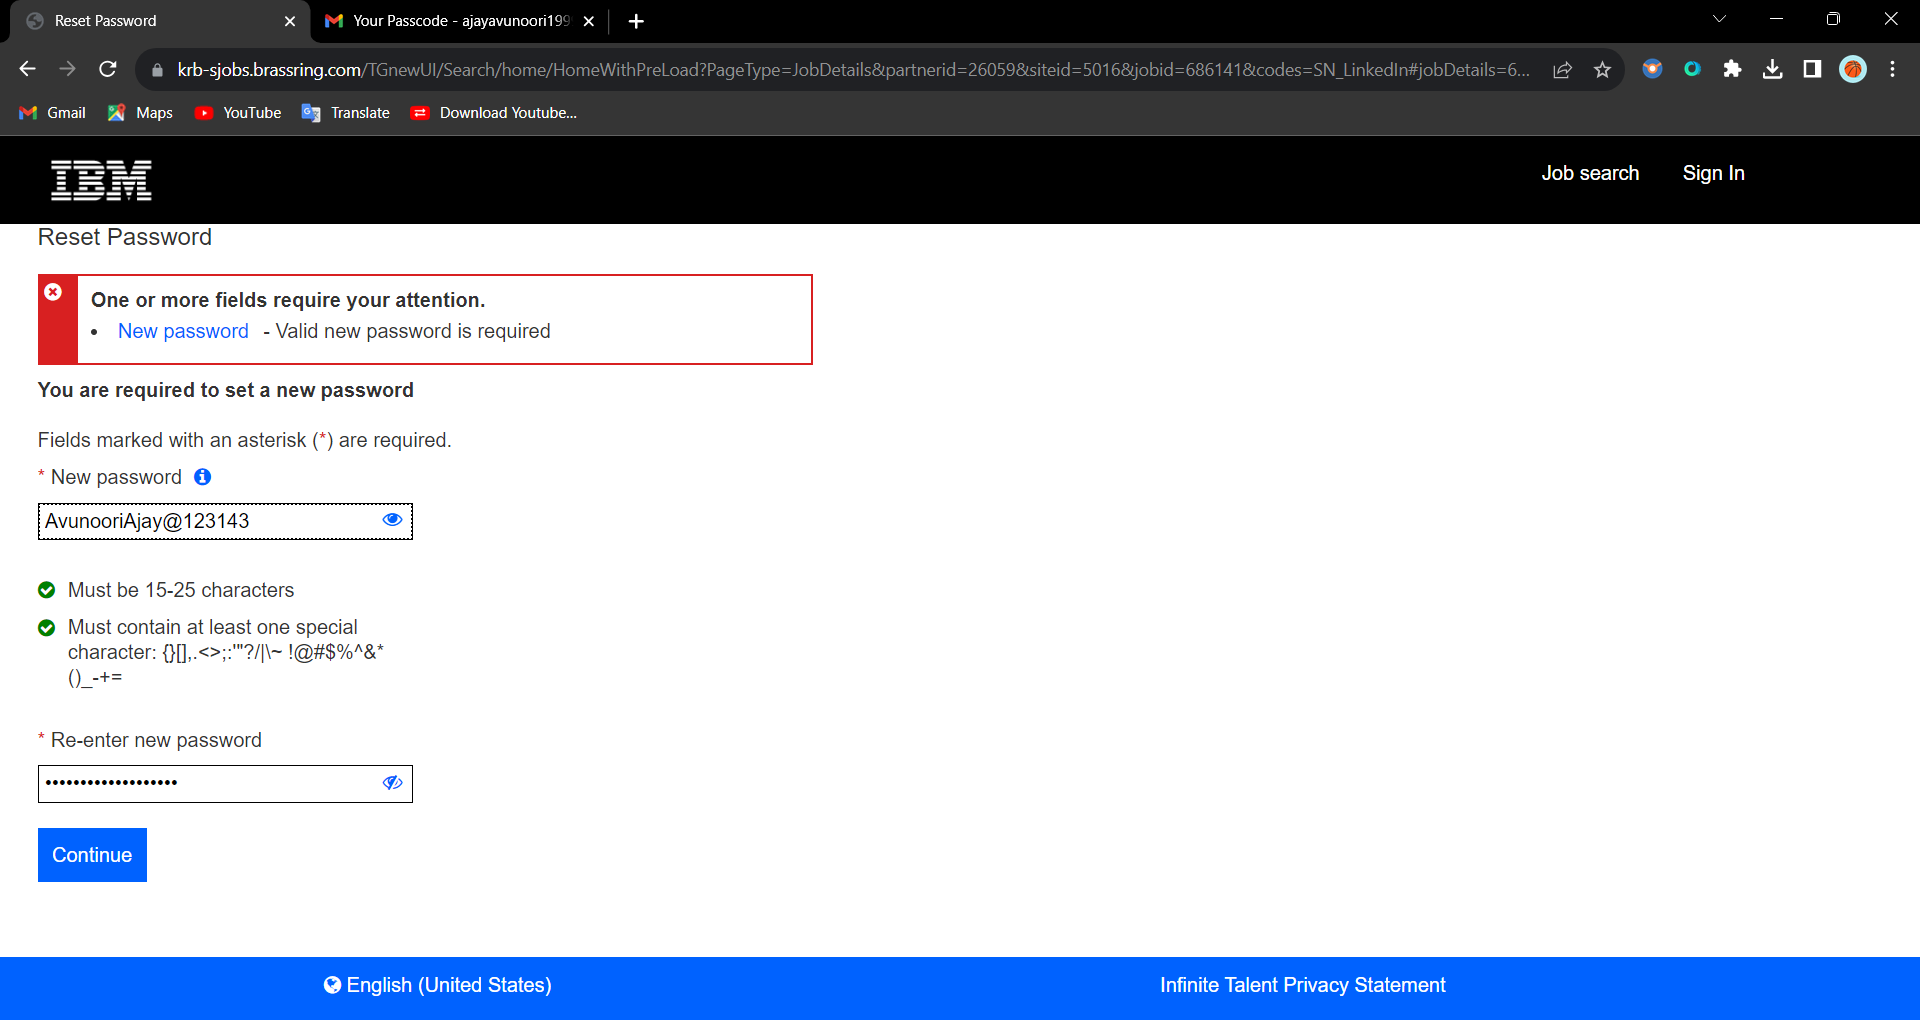 Reset Password
Your Passcode - ajayavunoori199
krb-sjobs.brassring.com/TGnewUI/Search/home/HomeWithPreLoad?PageType=JobDetails&partnerid=26059&siteid=5016&jobid=686141&codes=SN_LinkedIn#jobDetails=6...
Gmail
Maps
YouTube
Translate
Download Youtube...
IBM
Job search
Sign In
Reset Password
One or more fields require your attention.
• New password - Valid new password is required
You are required to set a new password
Fields marked with an asterisk (*) are required.
* New password
AvunooriAjay@123143
Must be 15-25 characters
Must contain at least one special
character: {}[],.<>;:'"?/|\~ !@#$%^&*
()_-+=
* Re-enter new password
•••••••••••••••••••
Continue
English (United States)
Infinite Talent Privacy Statement